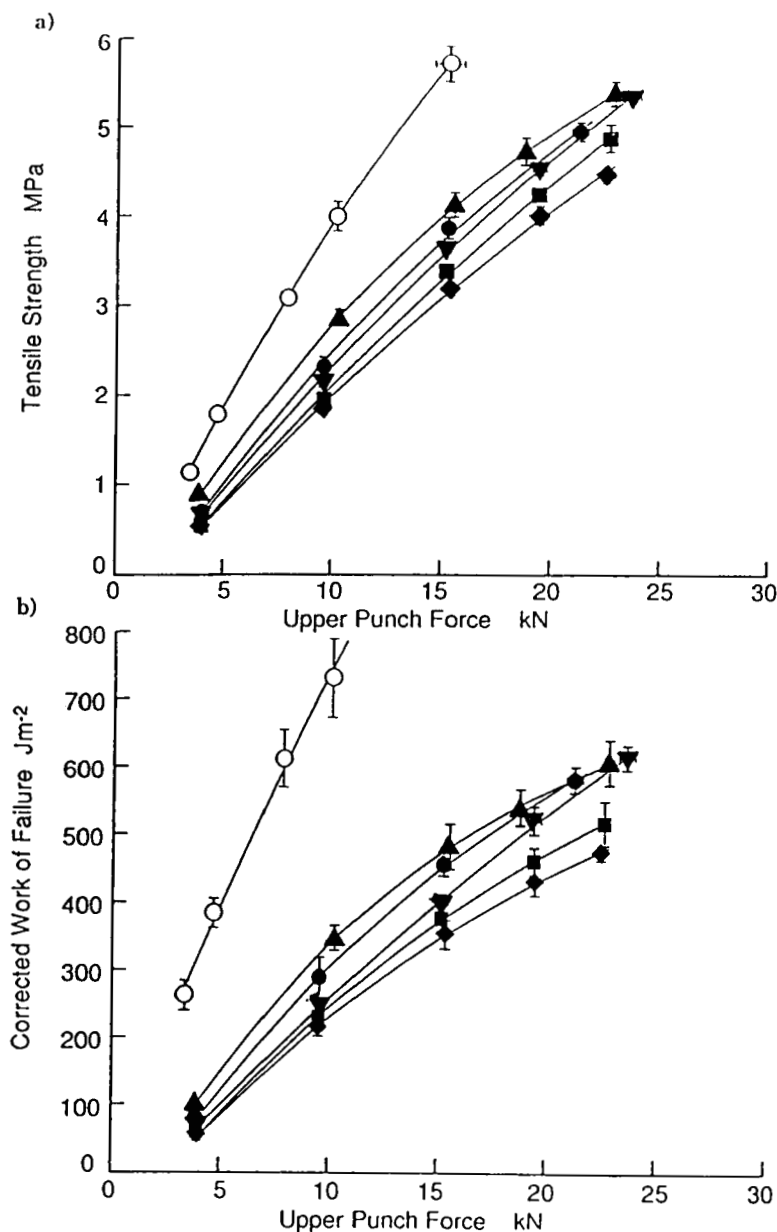 a)
6
5
4
3
2
1
0
Tensile Strength MPa
0 5 10 15 20 25 30
Upper Punch Force kN
b)
800
700
600
500
400
300
200
100
0
Corrected Work of Failure Jm⁻²
0 5 10 15 20 25 30
Upper Punch Force kN